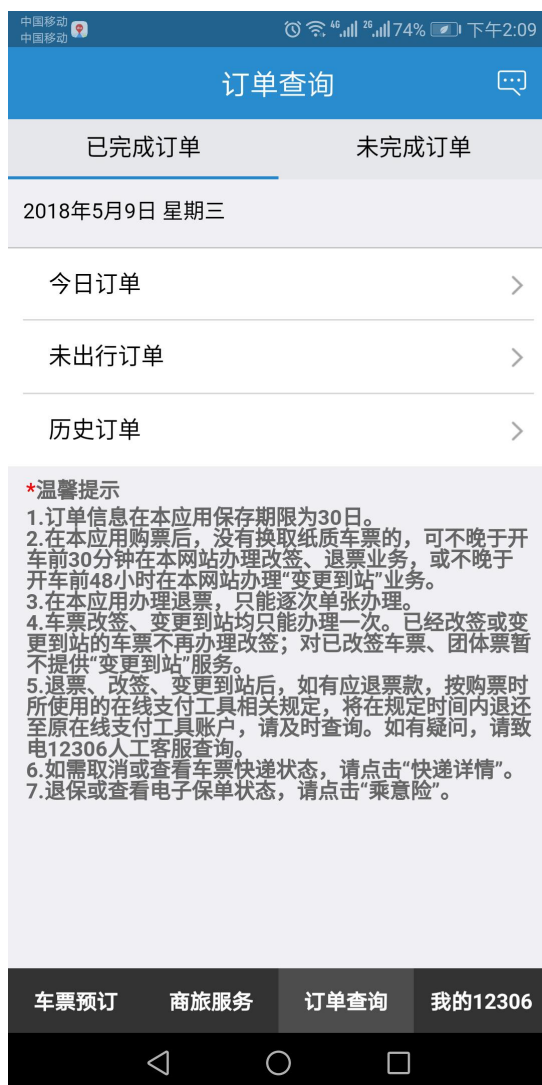 中国移动
中国移动
4G 2G 74% 下午2:09
订单查询
已完成订单 未完成订单
2018年5月9日 星期三
今日订单
未出行订单
历史订单
*温馨提示
1.订单信息在本应用保存期限为30日。
2.在本应用购票后，没有换取纸质车票的，可不晚于开
车前30分钟在本网站办理改签、退票业务，或不晚于
开车前48小时在本网站办理“变更到站”业务。
3.在本应用办理退票，只能逐次单张办理。
4.车票改签、变更到站均只能办理一次。已经改签或变
更到站的车票不再办理改签；对已改签车票、团体票暂
不提供“变更到站”服务。
5.退票、改签、变更到站后，如有应退票款，按购票时
所使用的在线支付工具相关规定，将在规定时间内退还
至原在线支付工具账户，请及时查询。如有疑问，请致
电12306人工客服查询。
6.如需取消或查看车票快递状态，请点击“快递详情”。
7.退保或查看电子保单状态，请点击“乘意险”。
车票预订 商旅服务 订单查询 我的12306